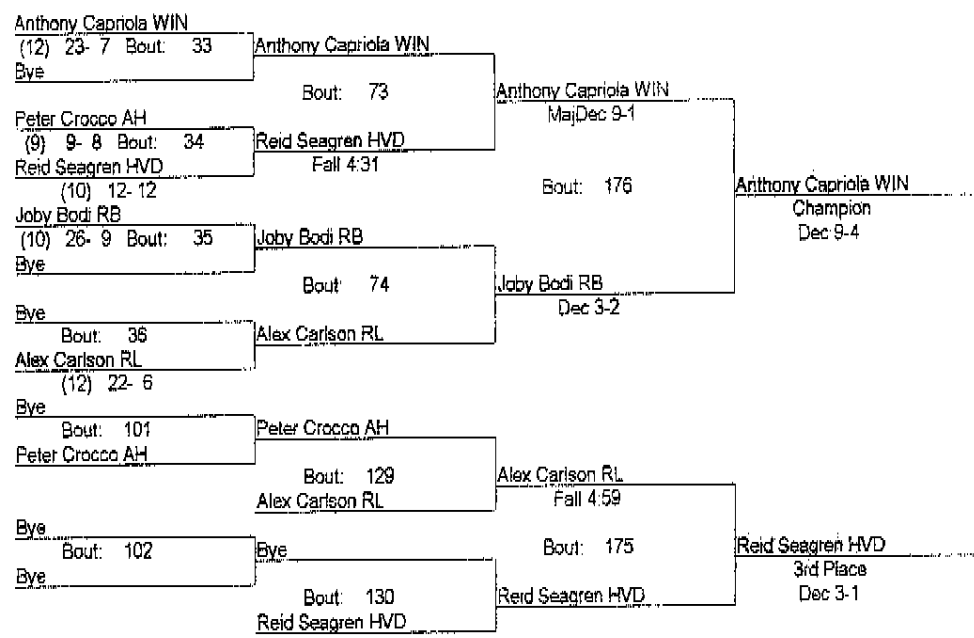 Anthony Capriola WIN
(12) 23- 7 Bout: 33
Anthony Capriola WIN
Bye
Bout: 73
Anthony Capriola WIN
MajDec 9-1
Peter Crocco AH
(9) 9- 8 Bout: 34
Reid Seagren HVD
Fall 4:31
Reid Seagren HVD
(10) 12- 12
Bout: 176
Anthony Capriola WIN
Champion
Dec 9-4
Joby Bodi RB
(10) 26- 9 Bout: 35
Joby Bodi RB
Bye
Bout: 74
Joby Bodi RB
Dec 3-2
Bye
Bout: 36
Alex Carlson RL
Alex Carlson RL
(12) 22- 6
Bye
Bout: 101
Peter Crocco AH
Peter Crocco AH
Bout: 129
Alex Carlson RL
Fall 4:59
Alex Carlson RL
Bye
Bout: 102
Bye
Bye
Bout: 175
Reid Seagren HVD
3rd Place
Dec 3-1
Bout: 130
Reid Seagren HVD
Reid Seagren HVD